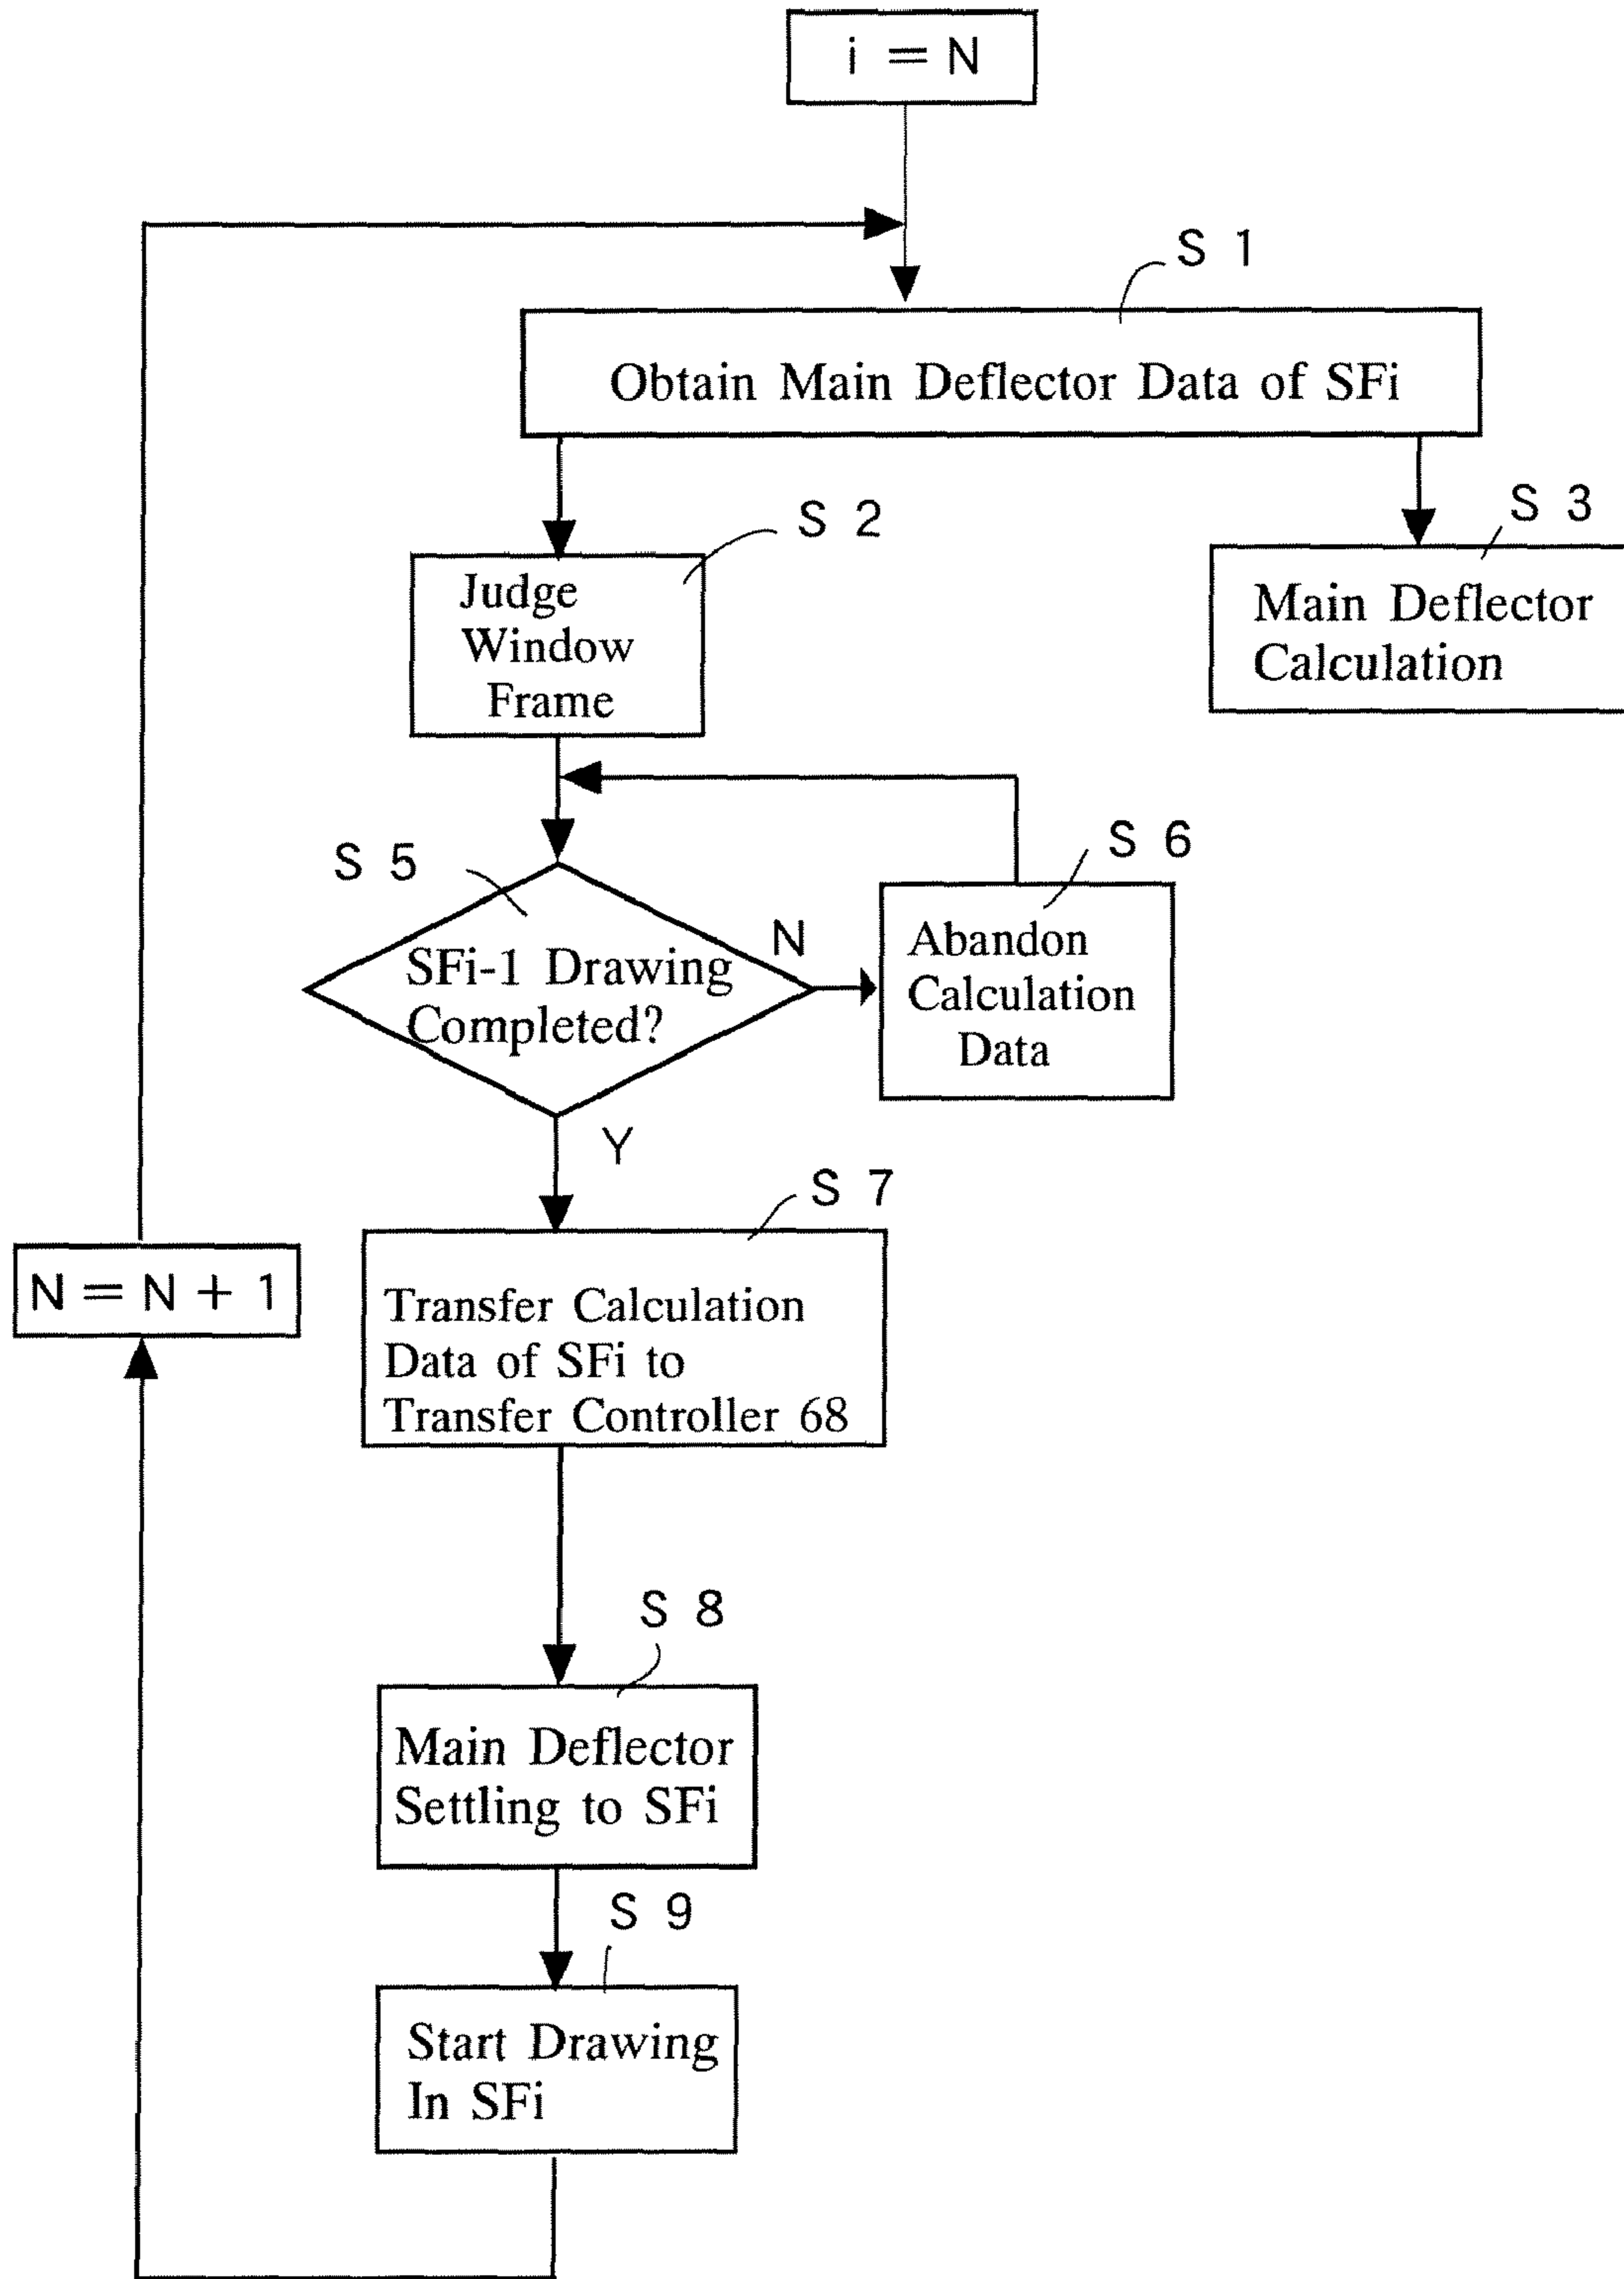 i = N
S 1
Obtain Main Deflector Data of SFi
S 2
Judge
Window
Frame
S 3
Main Deflector
Calculation
S 5
SFi-1 Drawing
Completed?
N
Y
S 6
Abandon
Calculation
Data
S 7
Transfer Calculation
Data of SFi to
Transfer Controller 68
N = N + 1
S 8
Main Deflector
Settling to SFi
S 9
Start Drawing
In SFi